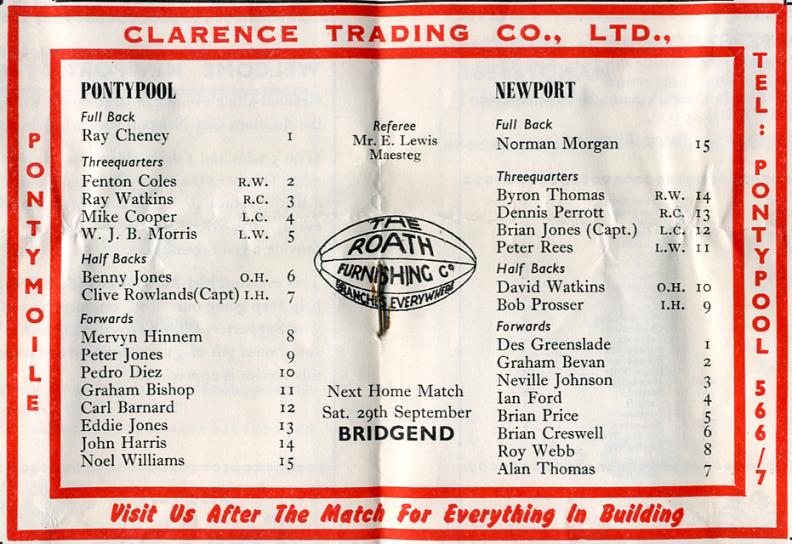 CLARENCE TRADING CO., LTD.,
PONTYMOILE
PONTYPOOL
Full Back
Ray Cheney 1
Threequarters
Fenton Coles R.W. 2
Ray Watkins R.C. 3
Mike Cooper L.C. 4
W. J. B. Morris L.W. 5
Half Backs
Benny Jones O.H. 6
Clive Rowlands(Capt) I.H. 7
Forwards
Mervyn Hinnem 8
Peter Jones 9
Pedro Diez 10
Graham Bishop 11
Carl Barnard 12
Eddie Jones 13
John Harris 14
Noel Williams 15
Referee
Mr. E. Lewis
Maesteg
THE
ROATH
FURNISHING Co
BRANCHES EVERYWHERE
Next Home Match
Sat. 29th September
BRIDGEND
NEWPORT
Full Back
Norman Morgan 15
Threequarters
Byron Thomas R.W. 14
Dennis Perrott R.C. 13
Brian Jones (Capt.) L.C. 12
Peter Rees L.W. 11
Half Backs
David Watkins O.H. 10
Bob Prosser I.H. 9
Forwards
Des Greenslade 1
Graham Bevan 2
Neville Johnson 3
Ian Ford 4
Brian Price 5
Brian Creswell 6
Roy Webb 8
Alan Thomas 7
TEL: PONTYPOOL 566/7
Visit Us After The Match For Everything In Building